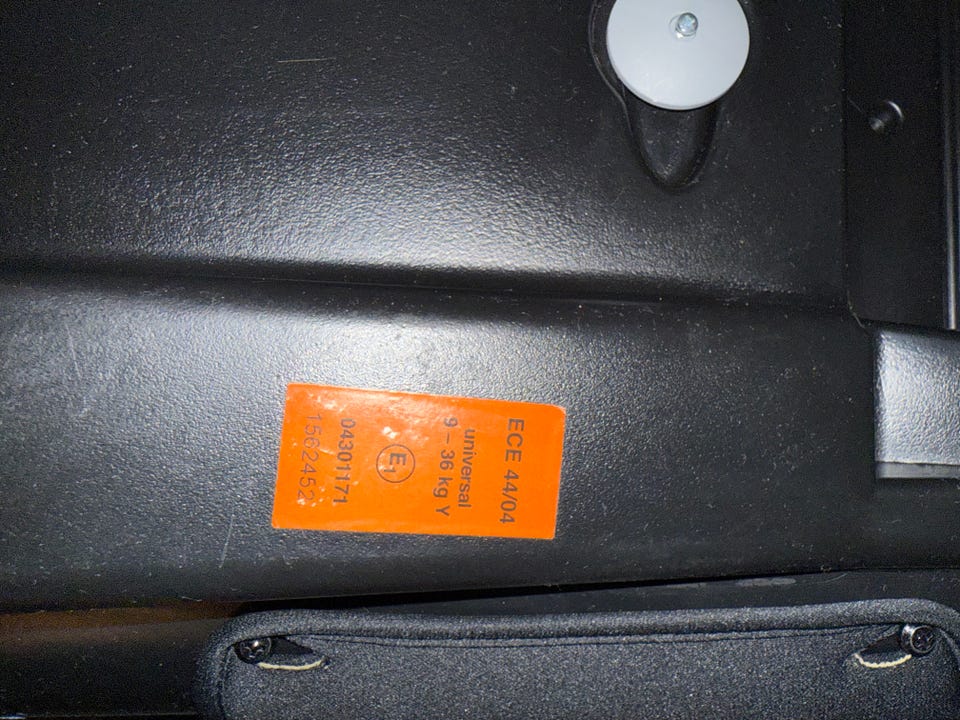 ECE 44/04
universal
9 – 36 kg Y
E1
04301171
1562452